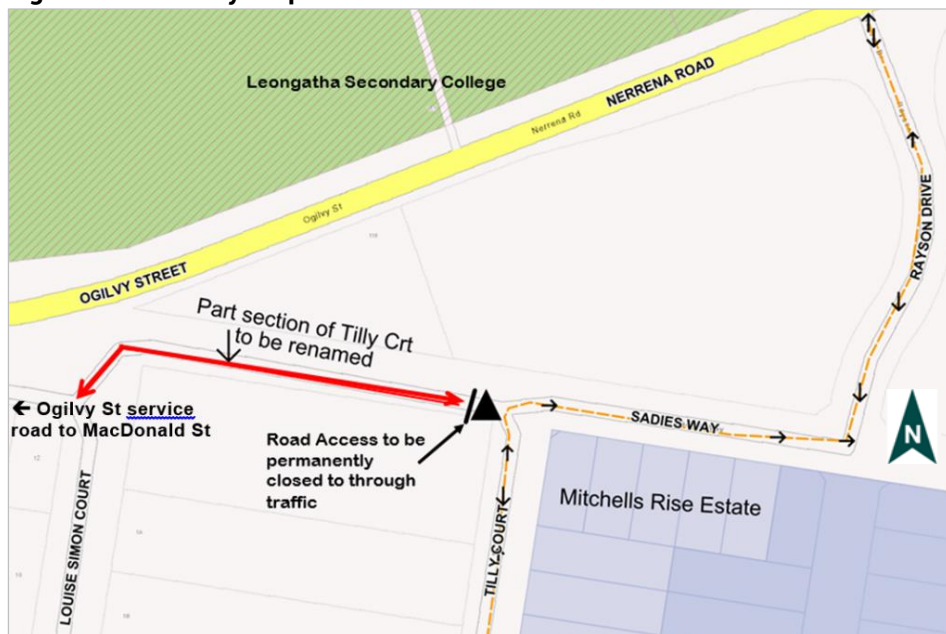 Leongatha Secondary College
NERRENA ROAD
Nerrena Rd
Ogilvy St
OGILVY STREET
RAYSON DRIVE
Part section of Tilly Crt
to be renamed
← Ogilvy St service
road to MacDonald St
Road Access to be
permanently
closed to through
traffic
SADIES WAY
N
Mitchells Rise Estate
TILLY COURT
LOUISE SIMON COURT